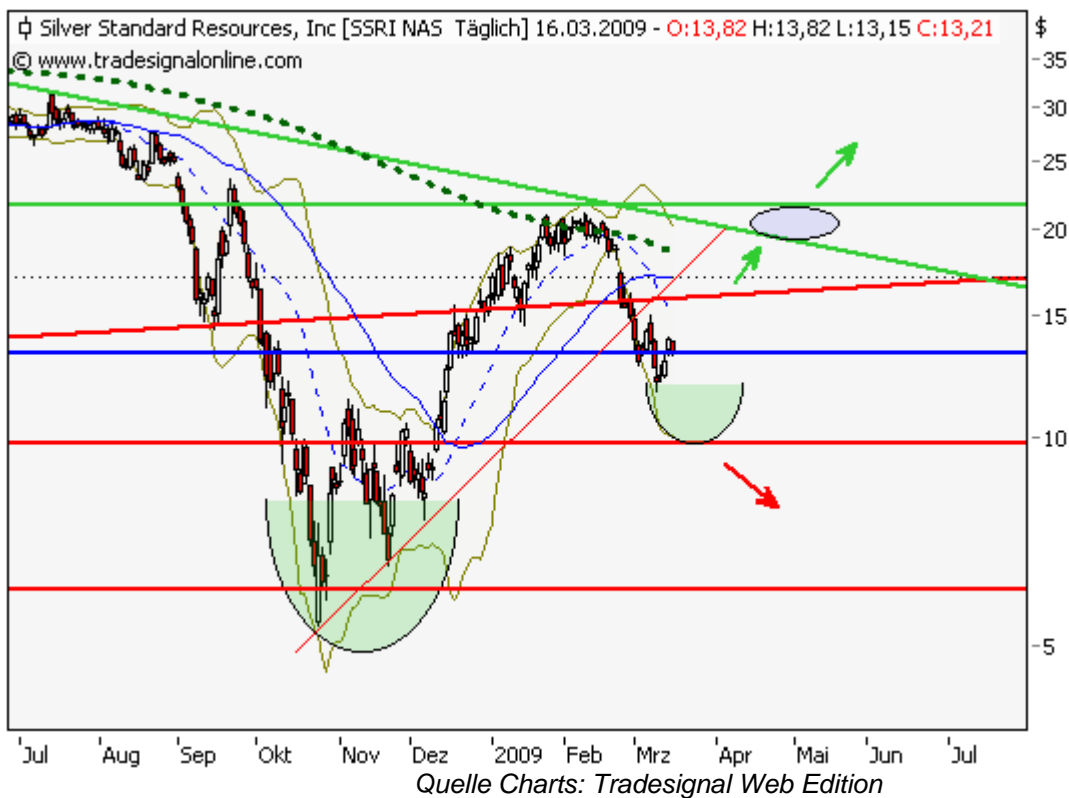 Silver Standard Resources, Inc [SSRI NAS Täglich] 16.03.2009 - O:13,82 H:13,82 L:13,15 C:13,21 $
© www.tradesignalonline.com
35
30
25
20
15
10
5
Jul Aug Sep Okt Nov Dez 2009 Feb Mrz Apr Mai Jun Jul
Quelle Charts: Tradesignal Web Edition